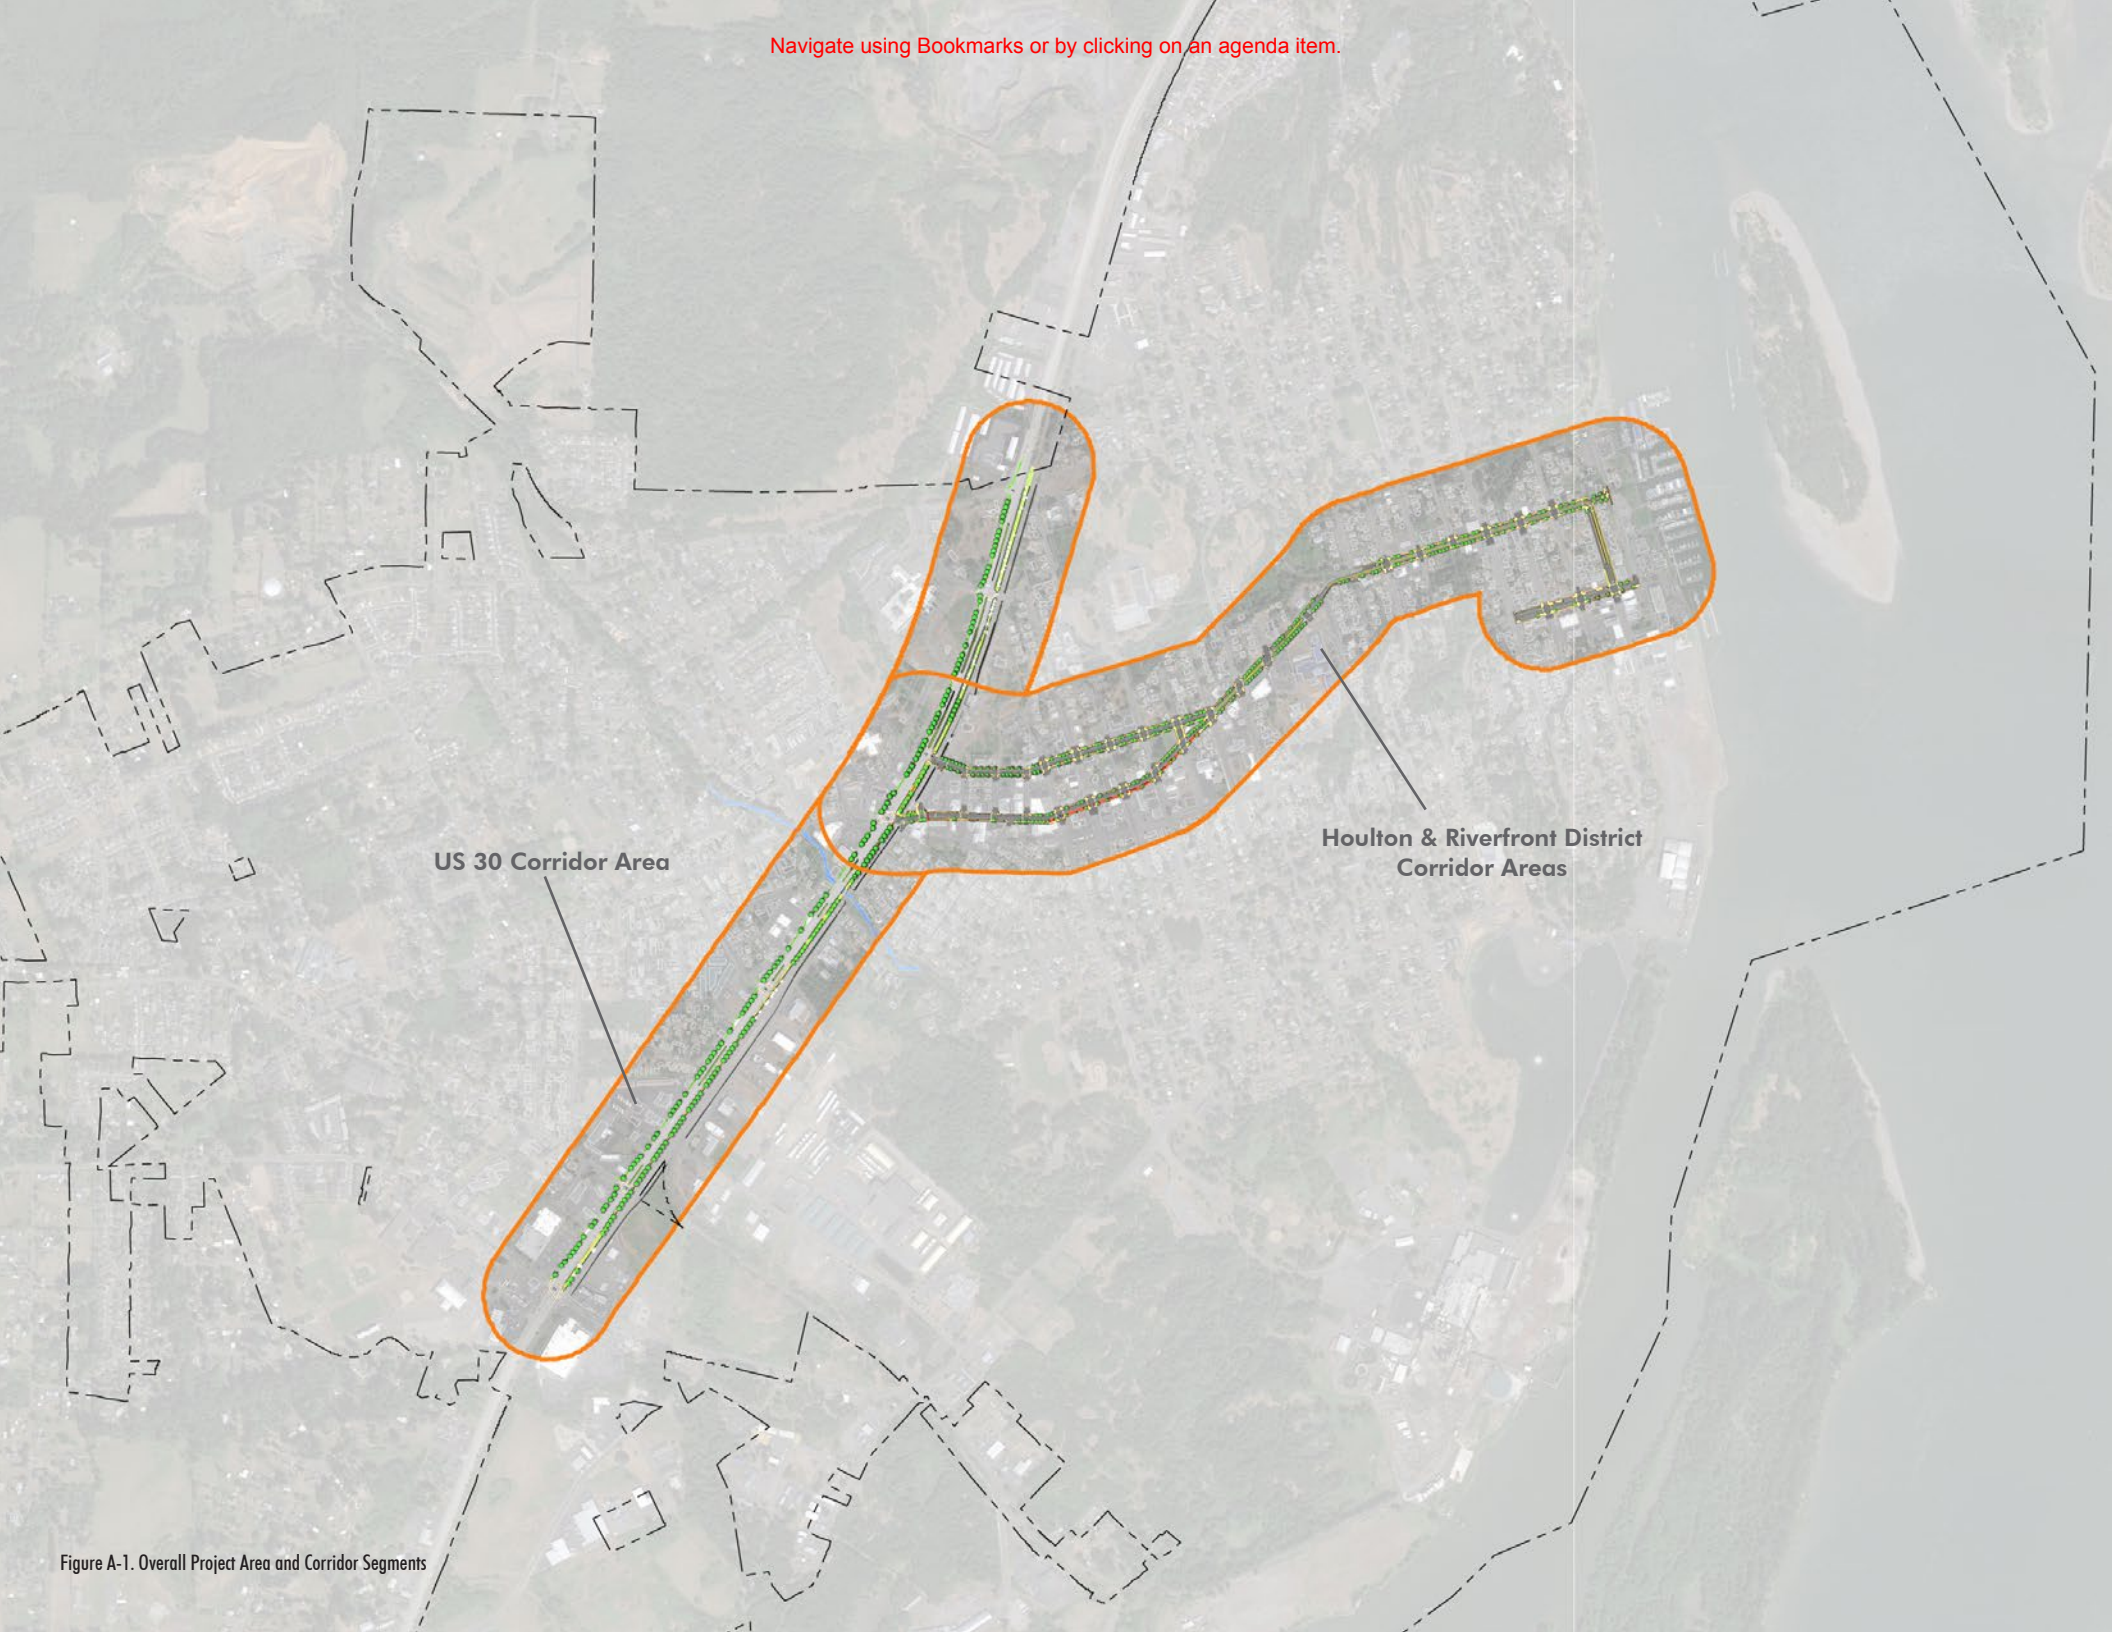 Navigate using Bookmarks or by clicking on an agenda item.
US 30 Corridor Area
Houlton & Riverfront District
Corridor Areas
Figure A-1. Overall Project Area and Corridor Segments